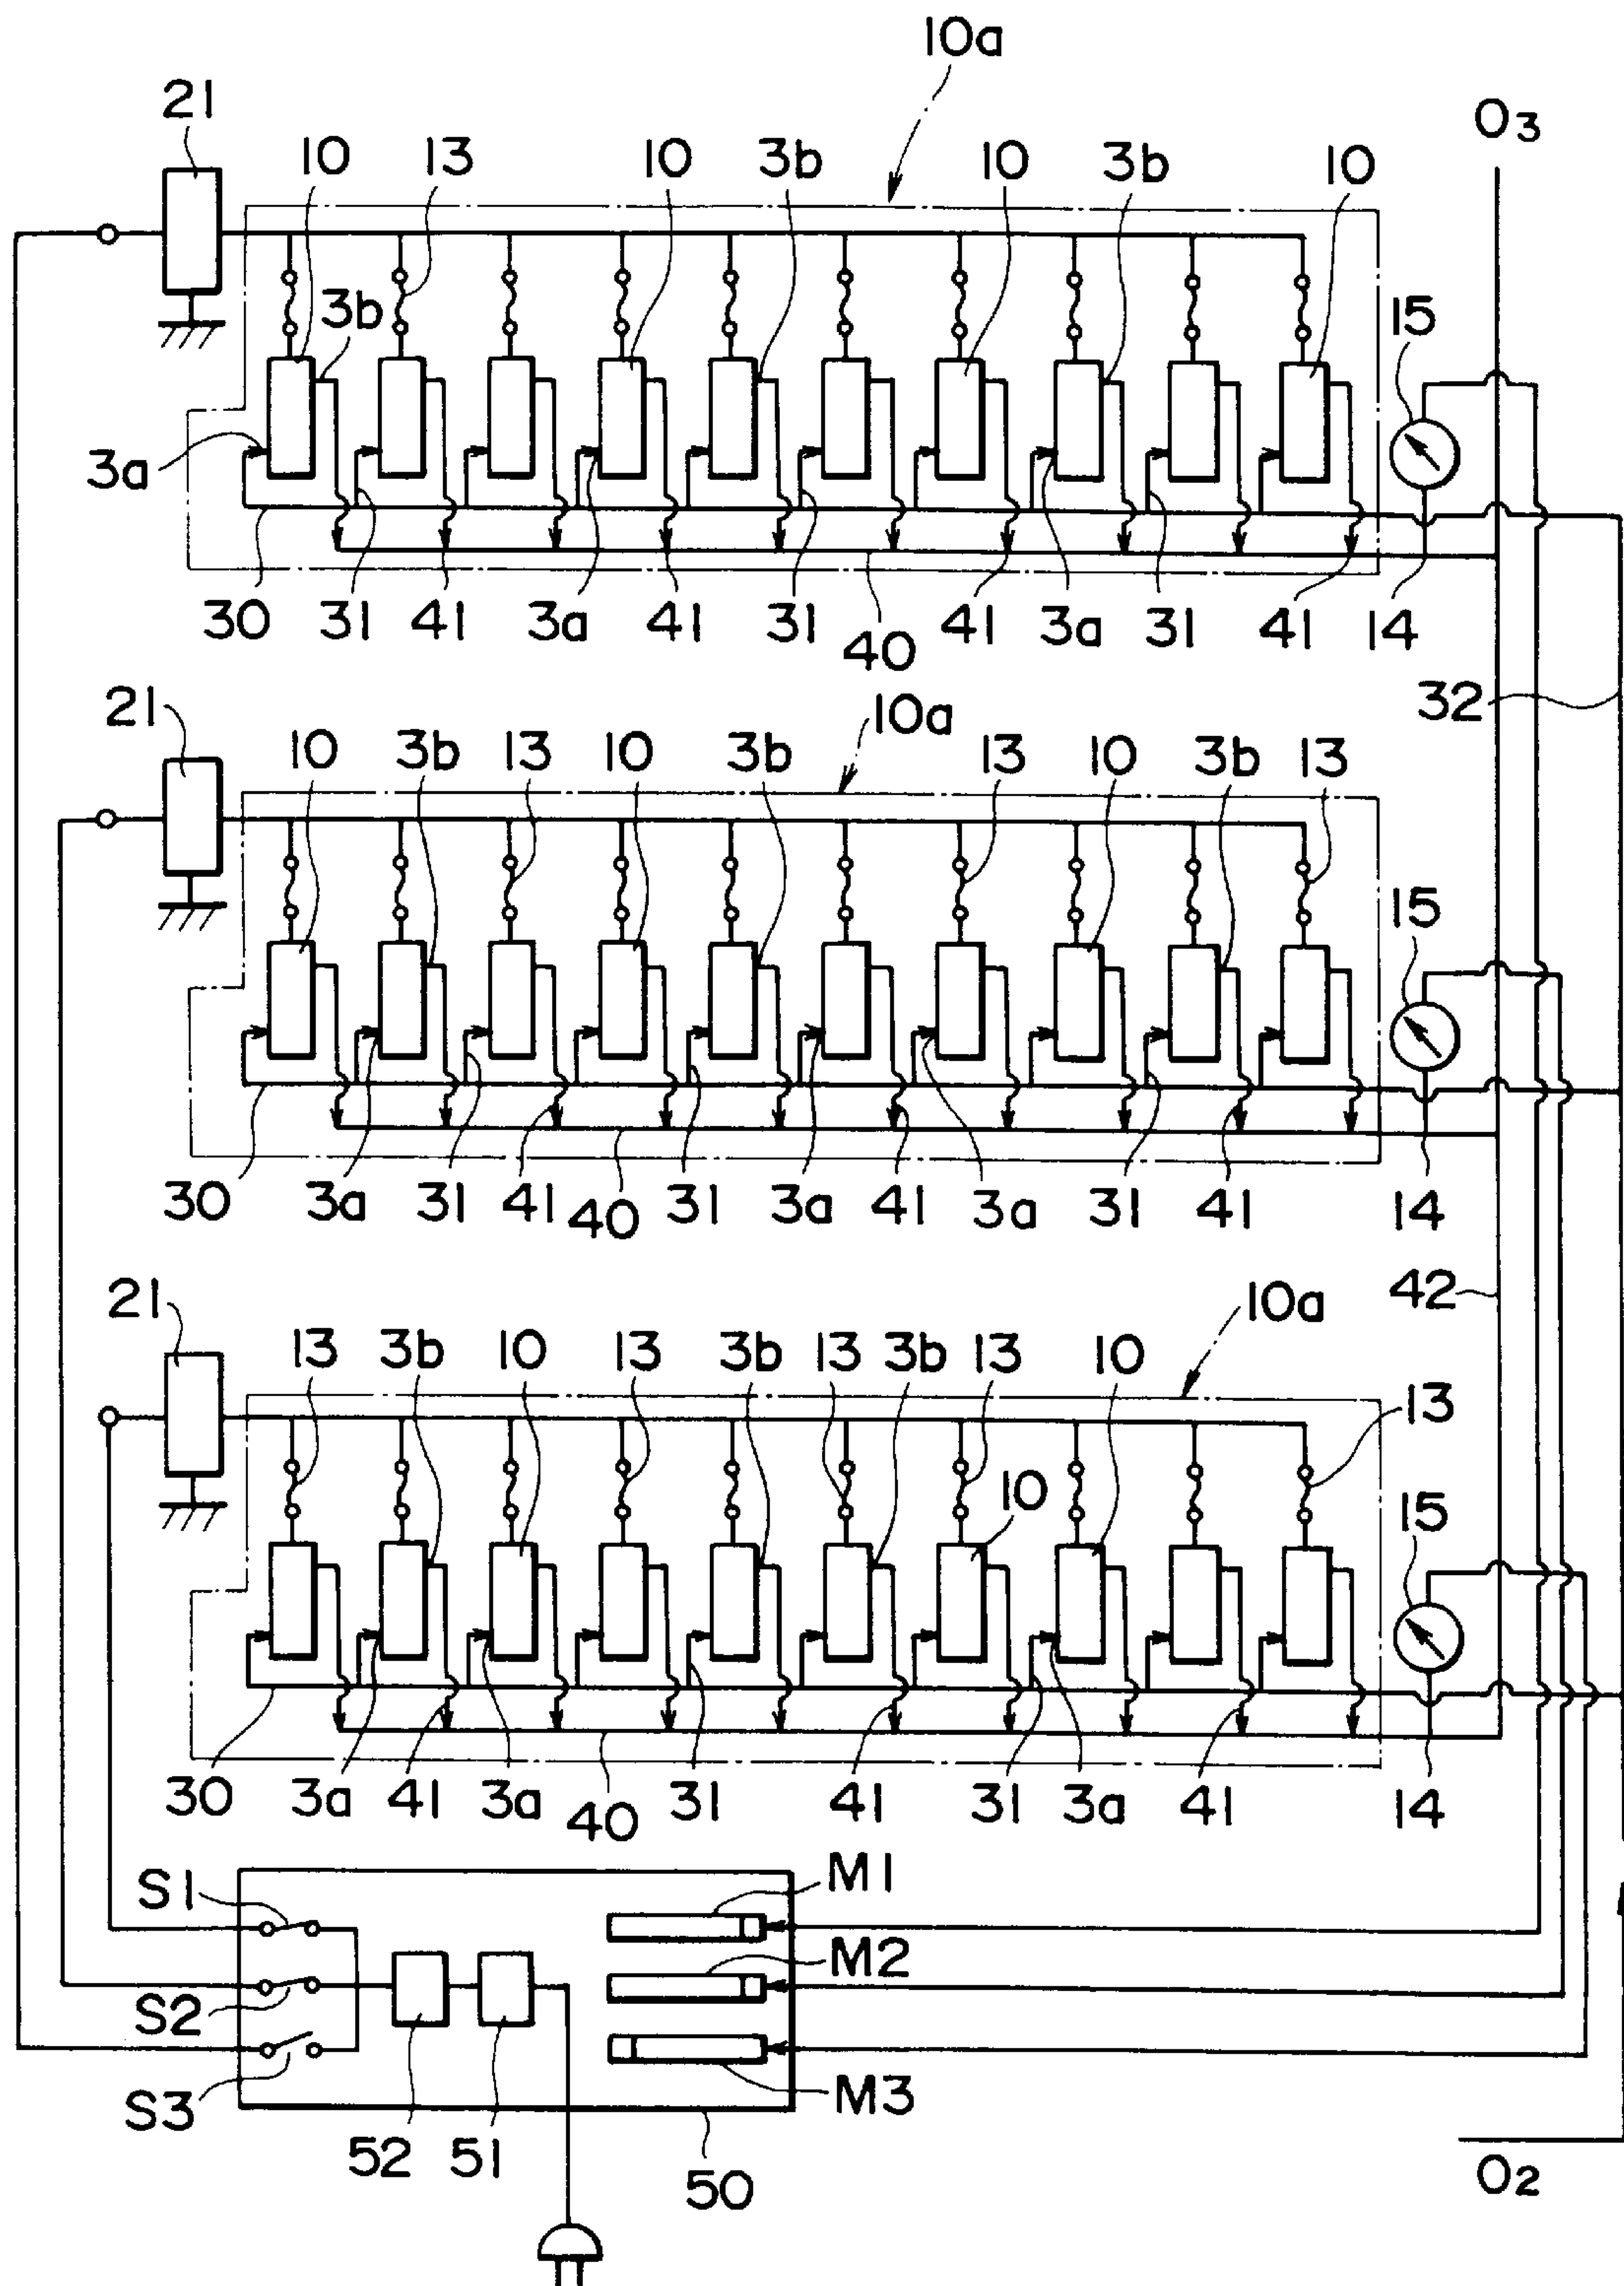 10a
21
O3
10 13 10 3b 10 3b 10
3b
15
3a
30 31 41 3a 41 31 40 41 3a 31 41 14
32
21
10a
10 3b 13 10 3b 13 10 3b 13
15
30 3a 31 41 40 31 3a 41 3a 31 41 14
42
21
10a
13 3b 10 13 3b 13 3b 13 10 13
10
15
30 3a 41 3a 40 31 41 31 3a 41 14
S1 M1
S2 M2
S3 M3
52 51 50
O2